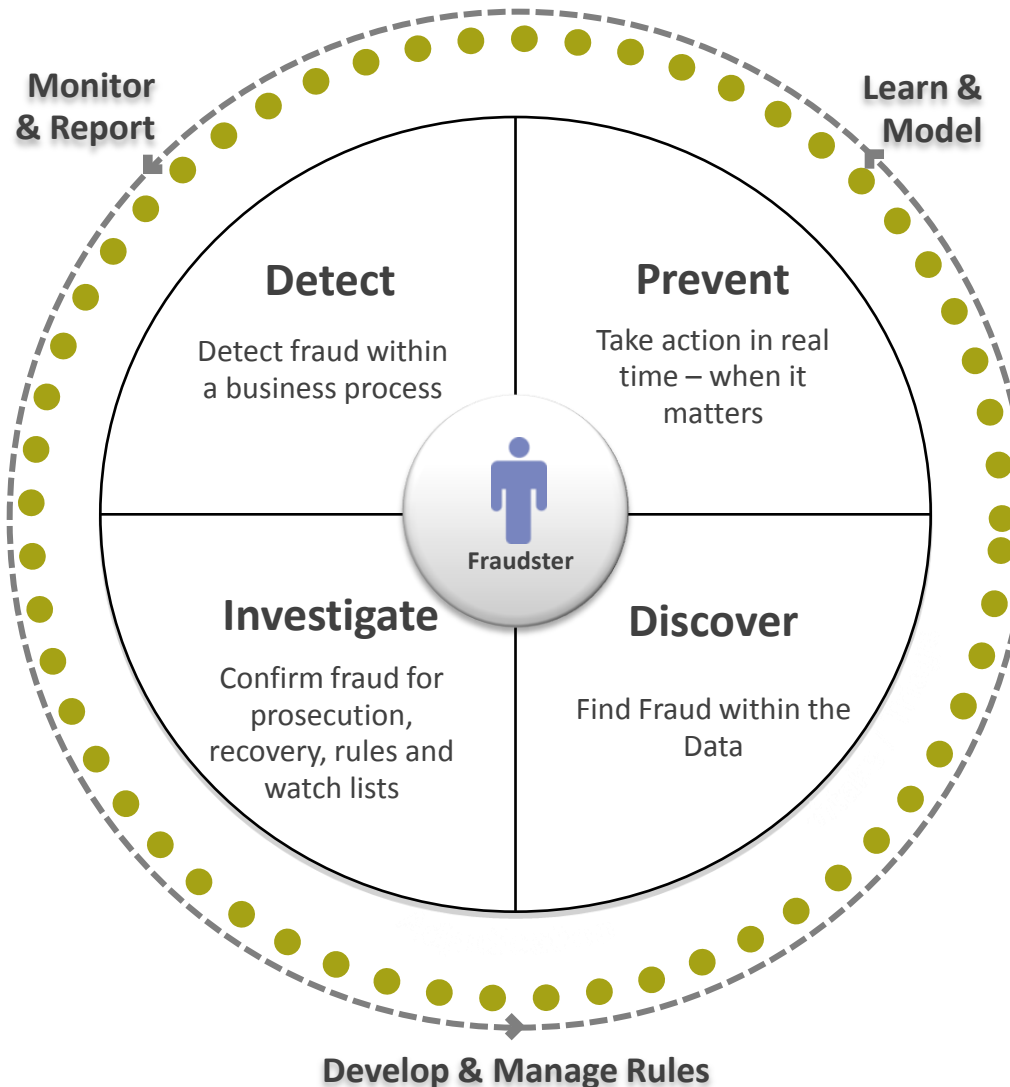 Monitor
& Report
Learn &
Model
Detect
Detect fraud within
a business process
Prevent
Take action in real
time – when it
matters
Fraudster
Investigate
Confirm fraud for
prosecution,
recovery, rules and
watch lists
Discover
Find Fraud within the
Data
Develop & Manage Rules